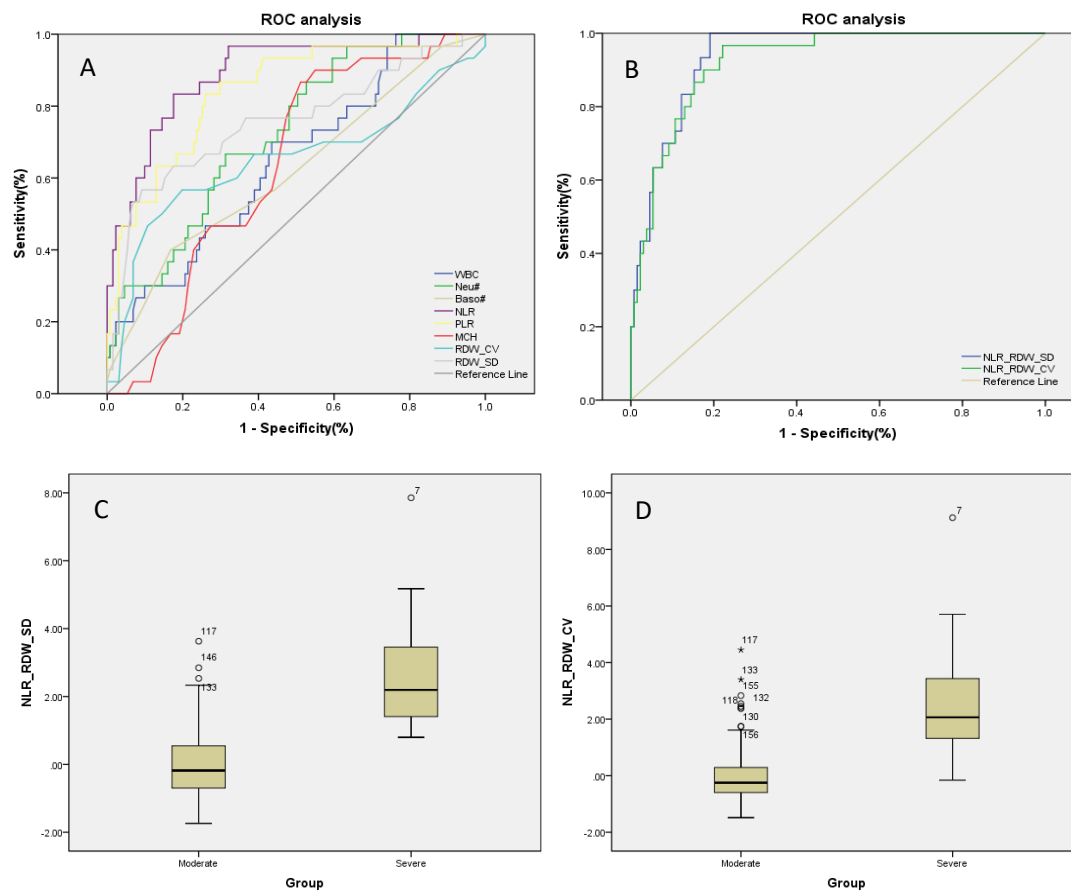 ROC analysis
A
Sensitivity(%)
1.0
0.8
0.6
0.4
0.2
0.0
WBC
Neu#
Baso#
NLR
PLR
MCH
RDW_CV
RDW_SD
Reference Line
0.0 0.2 0.4 0.6 0.8 1.0
1 - Specificity(%)
ROC analysis
B
Sensitivity(%)
1.0
0.8
0.6
0.4
0.2
0.0
NLR_RDW_SD
NLR_RDW_CV
Reference Line
0.0 0.2 0.4 0.6 0.8 1.0
1 - Specificity(%)
C
NLR_RDW_SD
8.00
6.00
4.00
2.00
.00
-2.00
7
117
146
133
Moderate Severe
Group
D
NLR_RDW_CV
10.00
8.00
6.00
4.00
2.00
.00
-2.00
7
117
133
155
118 132
130
156
Moderate Severe
Group